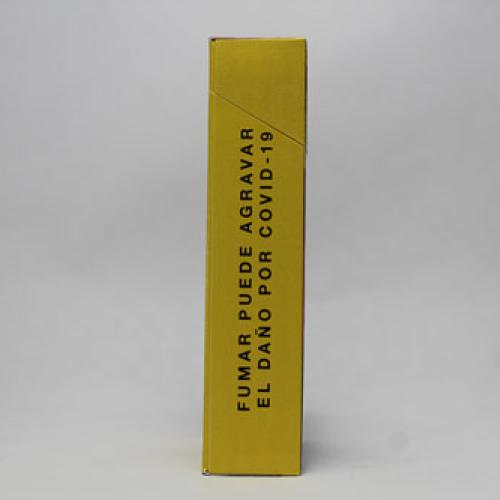 FUMAR PUEDE AGRAVAR
EL DAÑO POR COVID-19